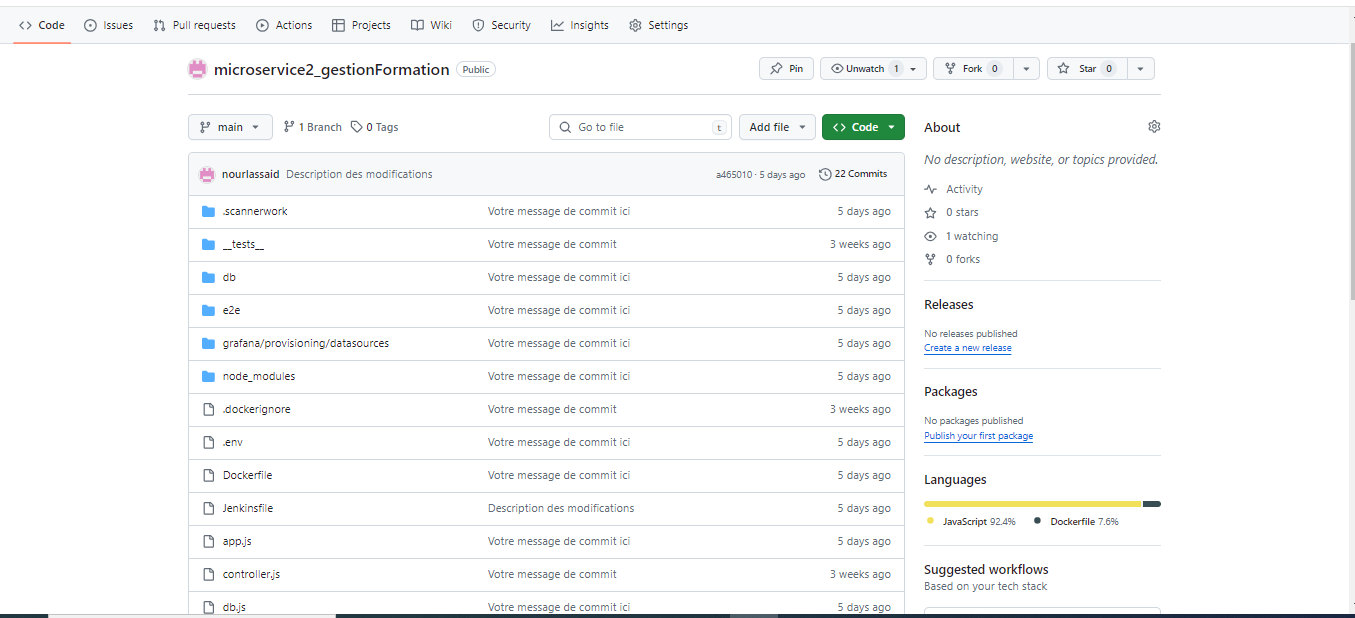 Code Issues Pull requests Actions Projects Wiki Security Insights Settings
microservice2_gestionFormation Public Pin Unwatch 1 Fork 0 Star 0
main 1 Branch 0 Tags Go to file t Add file Code
nourlassaid Description des modifications a465010 · 5 days ago 22 Commits
.scannerwork Votre message de commit ici 5 days ago
__tests__ Votre message de commit 3 weeks ago
db Votre message de commit ici 5 days ago
e2e Votre message de commit ici 5 days ago
grafana/provisioning/datasources Votre message de commit ici 5 days ago
node_modules Votre message de commit ici 5 days ago
.dockerignore Votre message de commit 3 weeks ago
.env Votre message de commit ici 5 days ago
Dockerfile Votre message de commit ici 5 days ago
Jenkinsfile Description des modifications 5 days ago
app.js Votre message de commit ici 5 days ago
controller.js Votre message de commit 3 weeks ago
db.js Votre message de commit ici 5 days ago
About
No description, website, or topics provided.
Activity
0 stars
1 watching
0 forks
Releases
No releases published
Create a new release
Packages
No packages published
Publish your first package
Languages
JavaScript 92.4% Dockerfile 7.6%
Suggested workflows
Based on your tech stack